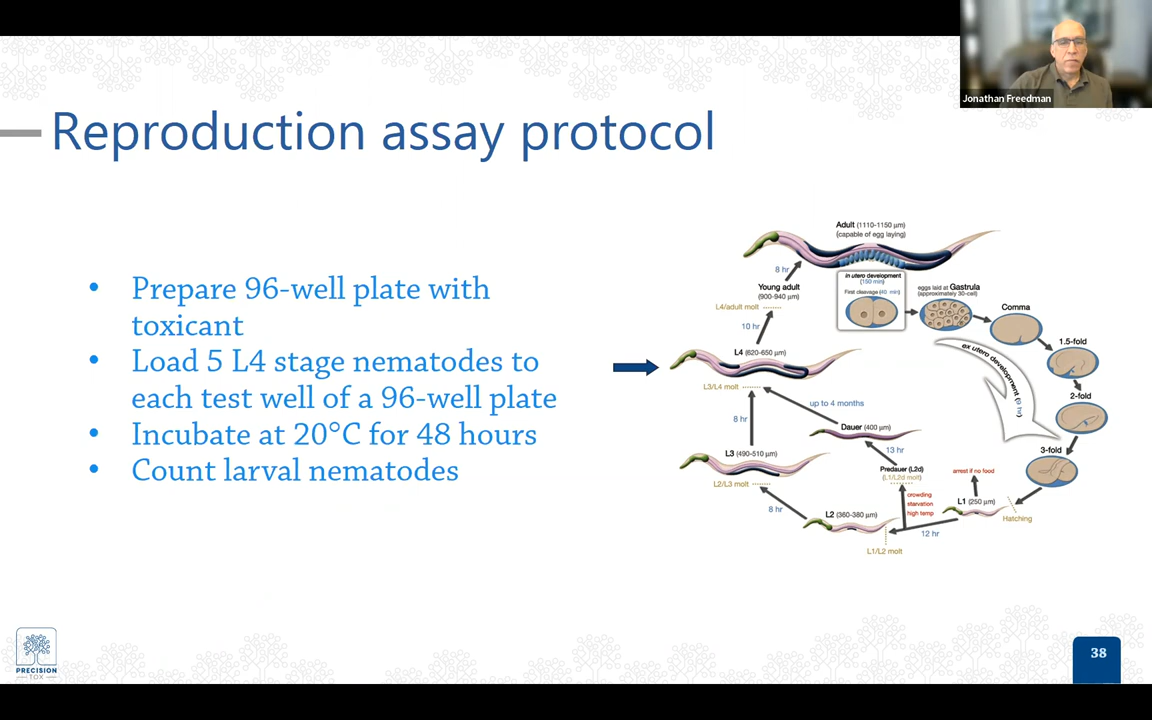 Jonathan Freedman
Reproduction assay protocol
• Prepare 96-well plate with
toxicant
• Load 5 L4 stage nematodes to
each test well of a 96-well plate
• Incubate at 20°C for 48 hours
• Count larval nematodes
Adult (1110-1150 µm)
(capable of egg laying)
8 hr
Young adult
(900-940 µm)
L4/adult molt
10 hr
in utero development
(150 min)
First cleavage (40 min)
eggs laid at Gastrula
(approximately 30-cell)
Comma
1.5-fold
2-fold
3-fold
ex utero development (9 hr)
L4 (620-650 µm)
L3/L4 molt
up to 4 months
8 hr
Dauer (400 µm)
13 hr
L3 (490-510 µm)
L2/L3 molt
Predauer (L2d)
(L1/L2d molt)
arrest if no food
crowding
starvation
high temp
L1 (250 µm)
Hatching
8 hr
L2 (360-380 µm)
12 hr
L1/L2 molt
PRECISION
TOX
38